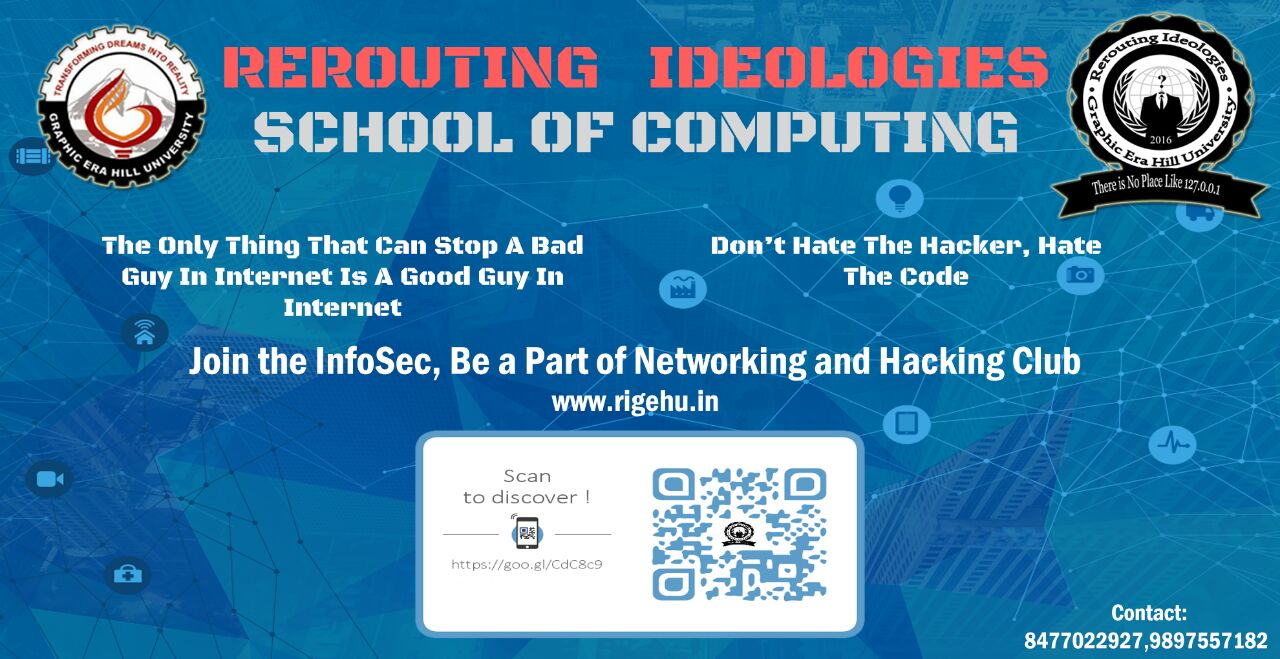 TRANSFORMING DREAMS INTO REALITY
GRAPHIC ERA HILL UNIVERSITY
REROUTING IDEOLOGIES
SCHOOL OF COMPUTING
Rerouting Ideologies
?
2016
Graphic Era Hill University
There is No Place Like 127.0.0.1
The Only Thing That Can Stop A Bad
Guy In Internet Is A Good Guy In
Internet
Don't Hate The Hacker, Hate
The Code
Join the InfoSec, Be a Part of Networking and Hacking Club
www.rigehu.in
Scan
to discover !
https://goo.gl/CdC8c9
Contact:
8477022927,9897557182